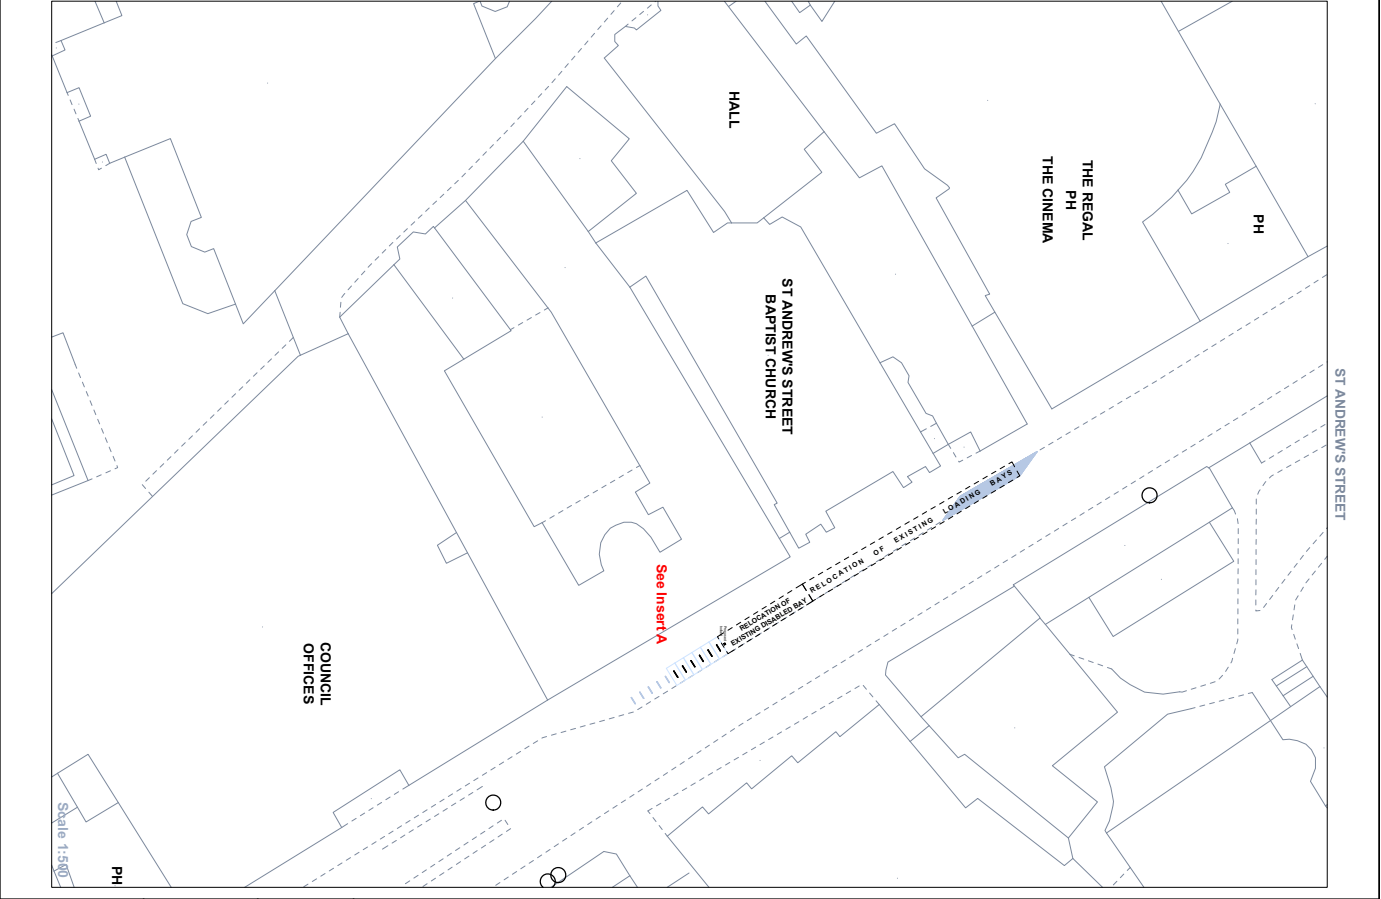 HALL
THE REGAL
PH
THE CINEMA
PH
ST ANDREW'S STREET
BAPTIST CHURCH
ST ANDREW'S STREET
RELOCATION OF EXISTING LOADING BAYS
RELOCATION OF
EXISTING DISABLED BAY
See Insert A
COUNCIL
OFFICES
Scale 1:500
PH